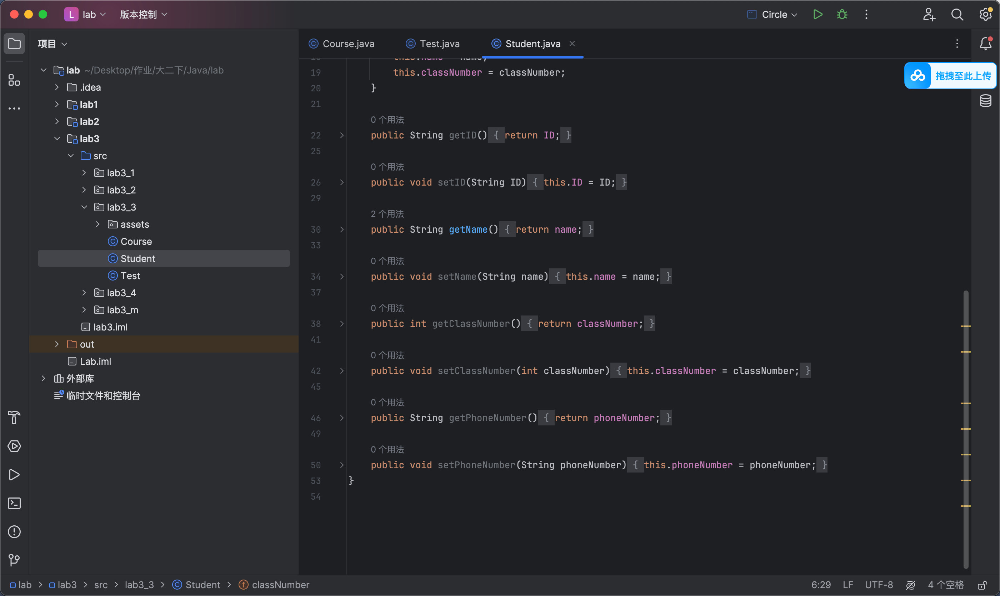 L lab 版本控制 Circle
项目
Course.java Test.java Student.java
拖拽至此上传
lab ~/Desktop/作业/大二下/Java/lab
.idea
lab1
lab2
lab3
src
lab3_1
lab3_2
lab3_3
assets
Course
Student
Test
lab3_4
lab3_m
lab3.iml
out
Lab.iml
外部库
临时文件和控制台
18 this.name = name;
19 this.classNumber = classNumber;
20 }
21
0 个用法
22 public String getID() { return ID; }
25
0 个用法
26 public void setID(String ID) { this.ID = ID; }
29
2 个用法
30 public String getName() { return name; }
33
0 个用法
34 public void setName(String name) { this.name = name; }
37
0 个用法
38 public int getClassNumber() { return classNumber; }
41
0 个用法
42 public void setClassNumber(int classNumber) { this.classNumber = classNumber; }
45
0 个用法
46 public String getPhoneNumber() { return phoneNumber; }
49
0 个用法
50 public void setPhoneNumber(String phoneNumber) { this.phoneNumber = phoneNumber; }
53 }
54
lab > lab3 > src > lab3_3 > Student > classNumber 6:29 LF UTF-8 4 个空格